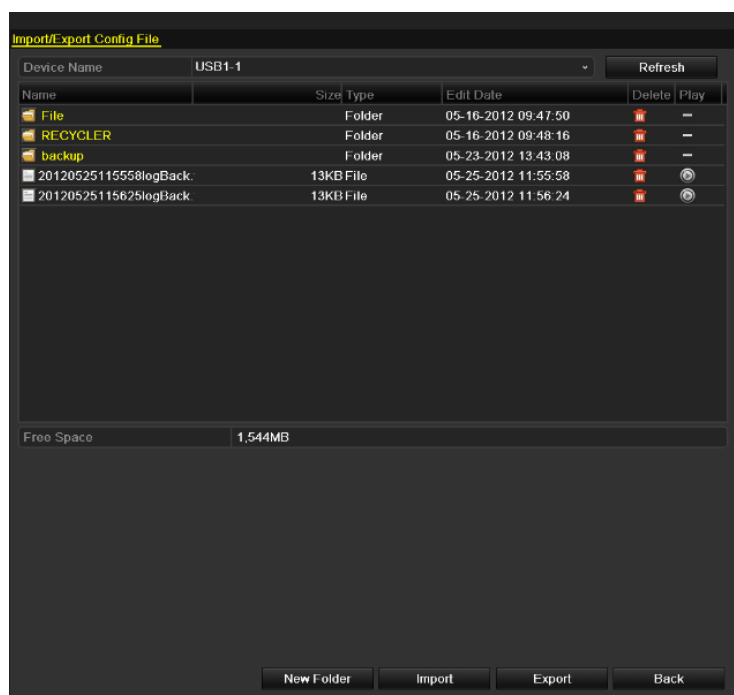 Import/Export Config File
Device Name USB1-1 Refresh
Name Size Type Edit Date Delete Play
File Folder 05-16-2012 09:47:50 –
RECYCLER Folder 05-16-2012 09:48:16 –
backup Folder 05-23-2012 13:43:08 –
20120525115558logBack. 13KB File 05-25-2012 11:55:58
20120525115625logBack. 13KB File 05-25-2012 11:56:24
Free Space 1,544MB
New Folder Import Export Back